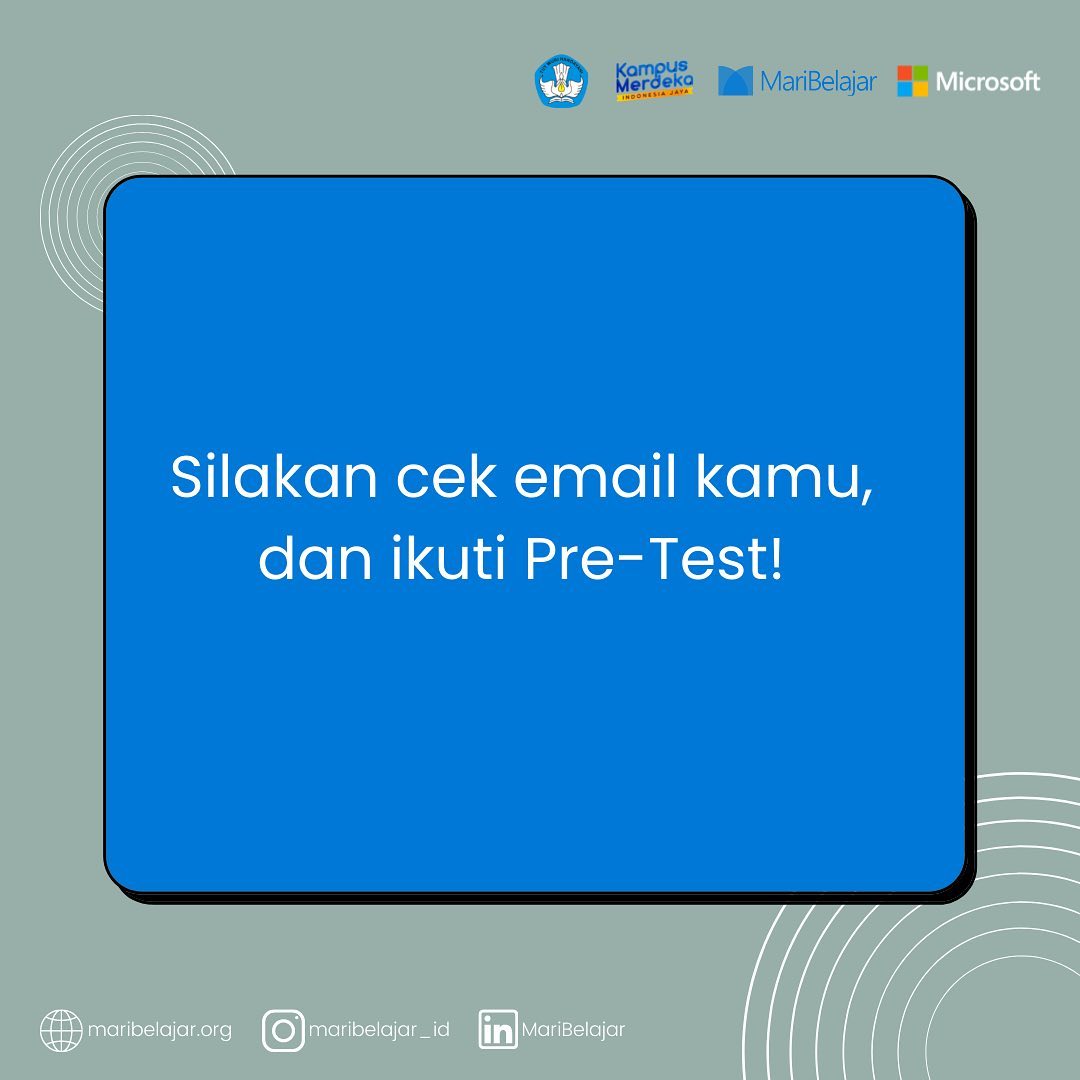 Kampus
Merdeka
INDONESIA JAYA
MariBelajar
Microsoft
Silakan cek email kamu,
dan ikuti Pre-Test!
maribelajar.org
maribelajar_id
MariBelajar